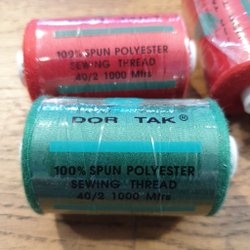 100% SPUN POLYESTER
SEWING THREAD
40/2 1000 Mtrs
DOR TAK®
100% SPUN POLYESTER
SEWING THREAD
40/2 1000 Mtrs